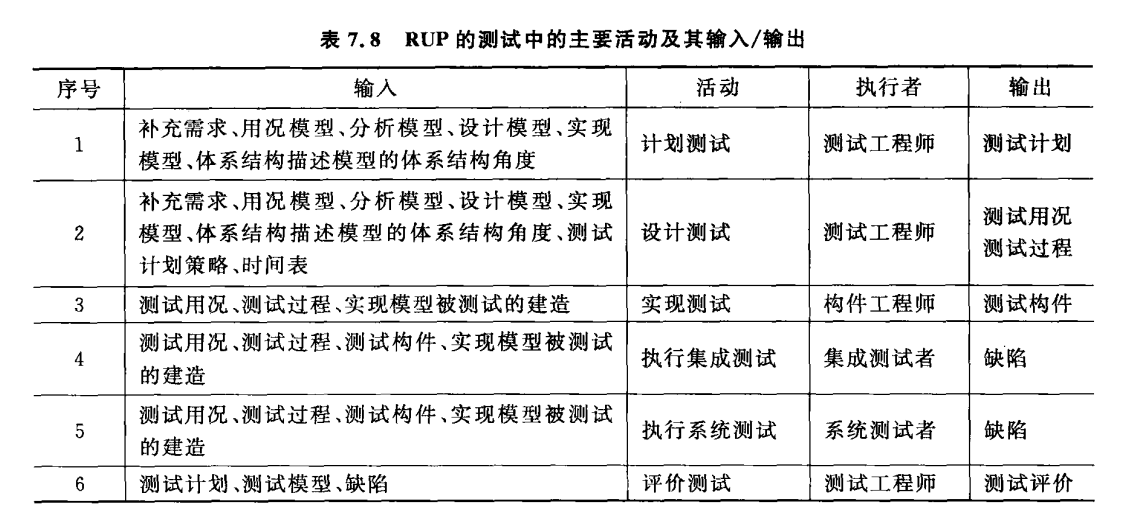 表 7.8 RUP 的测试中的主要活动及其输入/输出
序号 输入 活动 执行者 输出
1 补充需求、用况模型、分析模型、设计模型、实现模型、体系结构描述模型的体系结构角度 计划测试 测试工程师 测试计划
2 补充需求、用况模型、分析模型、设计模型、实现模型、体系结构描述模型的体系结构角度、测试计划策略、时间表 设计测试 测试工程师 测试用况 测试过程
3 测试用况、测试过程、实现模型被测试的建造 实现测试 构件工程师 测试构件
4 测试用况、测试过程、测试构件、实现模型被测试的建造 执行集成测试 集成测试者 缺陷
5 测试用况、测试过程、测试构件、实现模型被测试的建造 执行系统测试 系统测试者 缺陷
6 测试计划、测试模型、缺陷 评价测试 测试工程师 测试评价